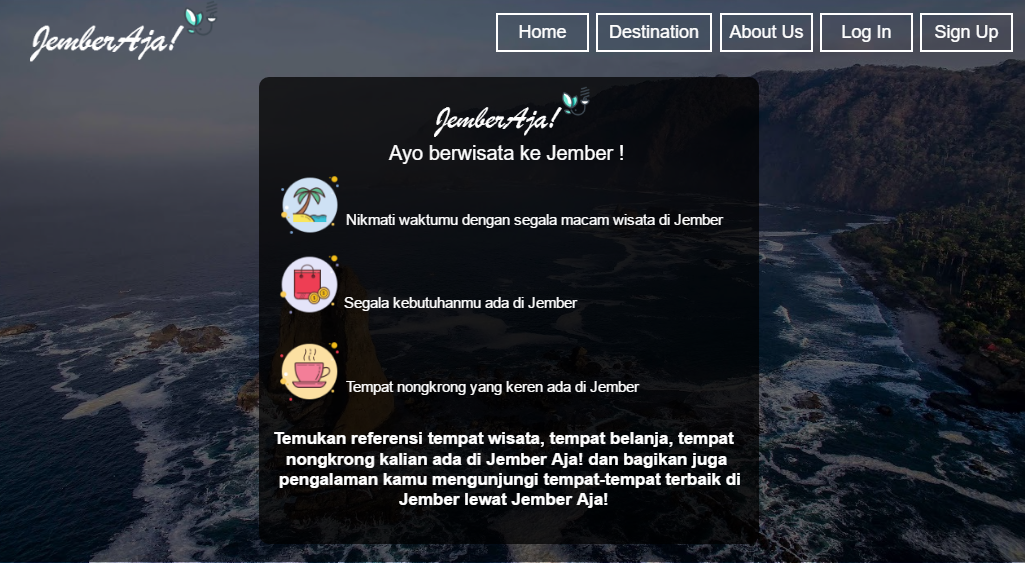 JemberAja!
Home
Destination
About Us
Log In
Sign Up
JemberAja!
Ayo berwisata ke Jember !
Nikmati waktumu dengan segala macam wisata di Jember
Segala kebutuhanmu ada di Jember
Tempat nongkrong yang keren ada di Jember
Temukan referensi tempat wisata, tempat belanja, tempat
nongkrong kalian ada di Jember Aja! dan bagikan juga
pengalaman kamu mengunjungi tempat-tempat terbaik di
Jember lewat Jember Aja!